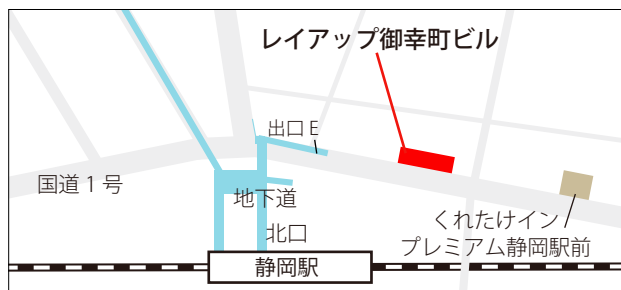 レイアップ御幸町ビル
出口 E
国道 1 号
地下道
くれたけイン
プレミアム静岡駅前
北口
静岡駅